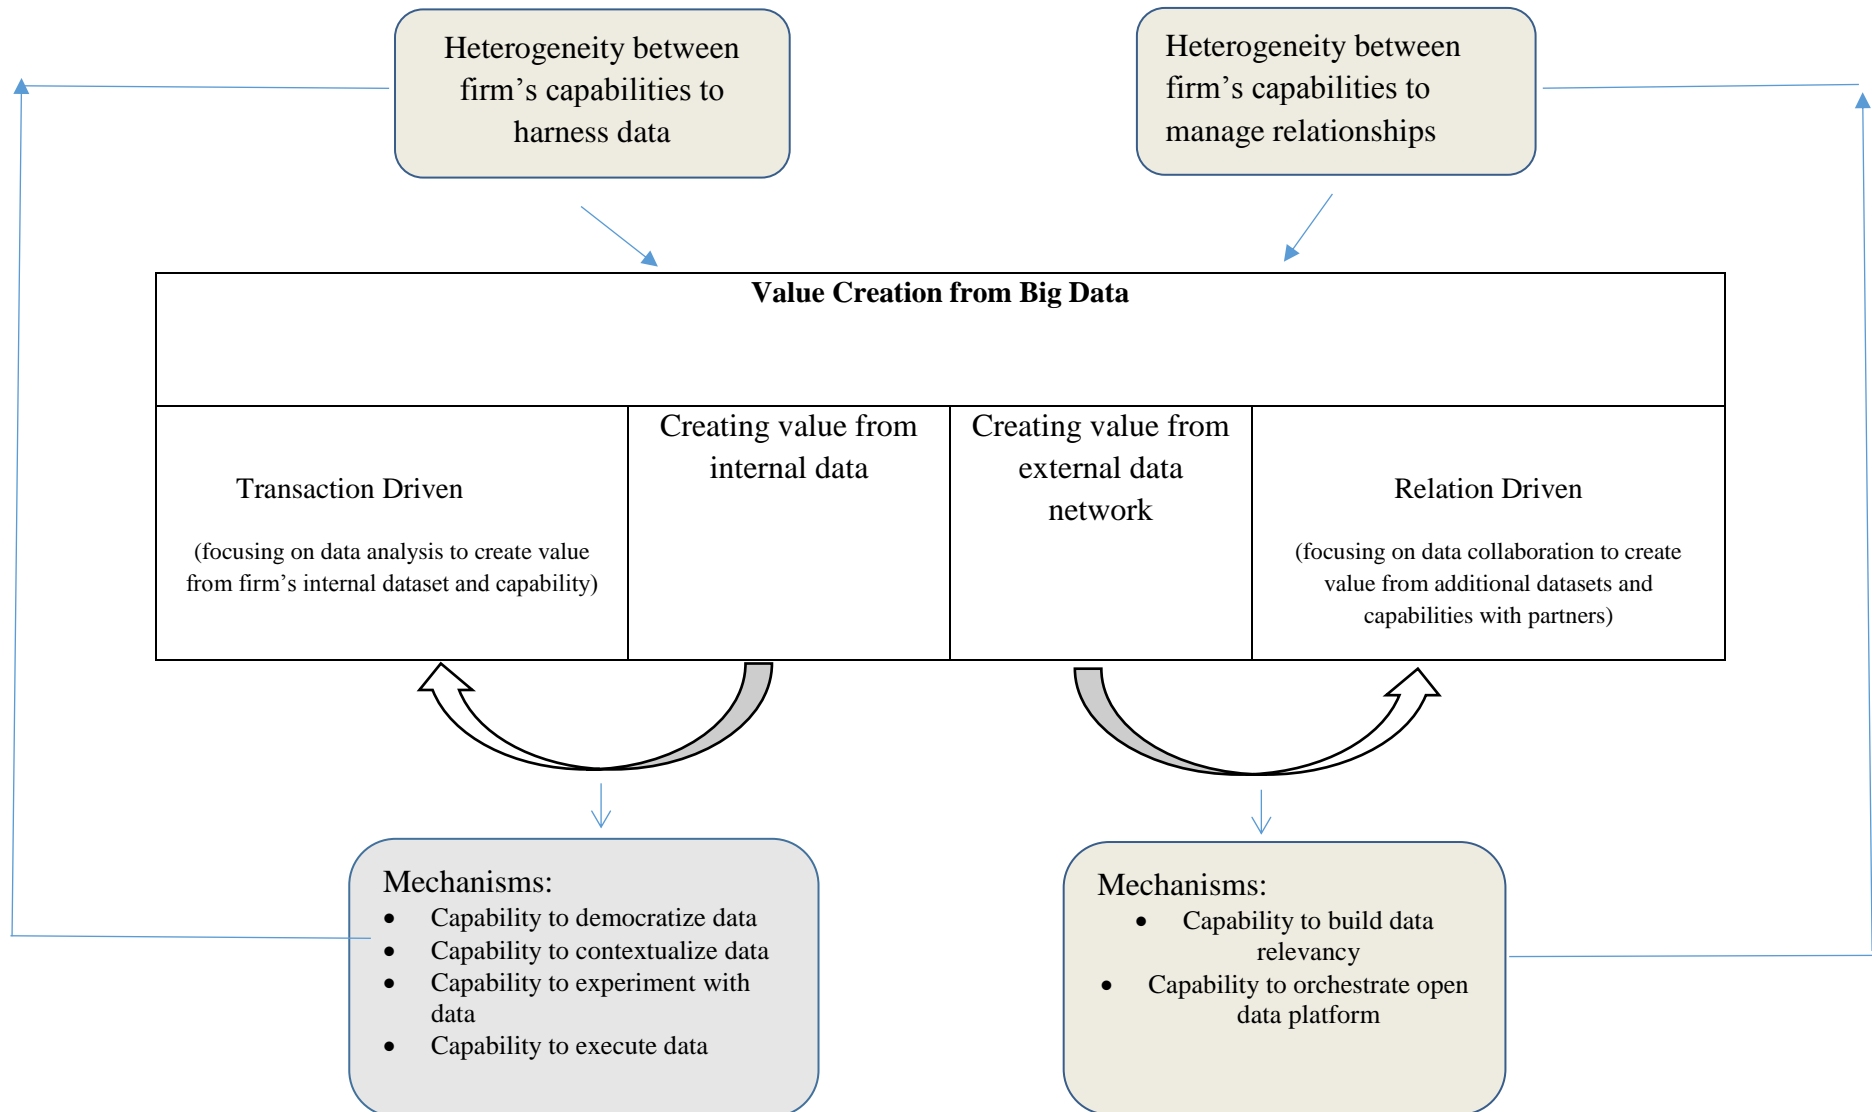 Heterogeneity between
firm’s capabilities to
harness data
Heterogeneity between
firm’s capabilities to
manage relationships
Value Creation from Big Data
Transaction Driven
(focusing on data analysis to create value
from firm’s internal dataset and capability)
Creating value from
internal data
Creating value from
external data
network
Relation Driven
(focusing on data collaboration to create
value from additional datasets and
capabilities with partners)
Mechanisms:
• Capability to democratize data
• Capability to contextualize data
• Capability to experiment with
data
• Capability to execute data
Mechanisms:
• Capability to build data
relevancy
• Capability to orchestrate open
data platform